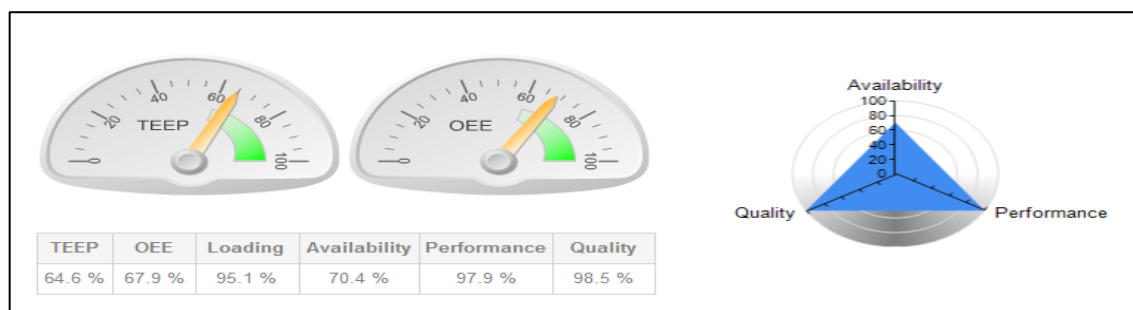 0 20 40 60 80 100
TEEP
0 20 40 60 80 100
OEE
Availability
100
80
60
40
20
0
Quality Performance
TEEP OEE Loading Availability Performance Quality
64.6 % 67.9 % 95.1 % 70.4 % 97.9 % 98.5 %